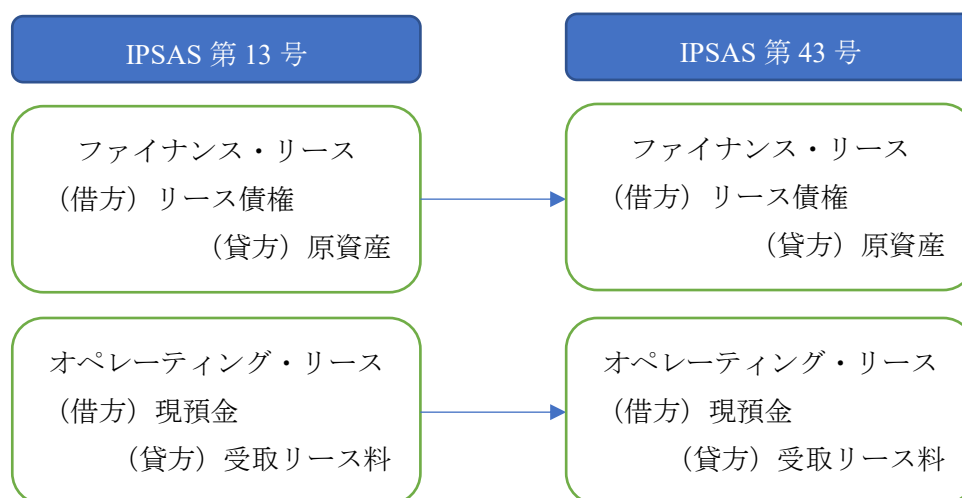 IPSAS 第 13 号
IPSAS 第 43 号
ファイナンス・リース
（借方）リース債権
（貸方）原資産
ファイナンス・リース
（借方）リース債権
（貸方）原資産
オペレーティング・リース
（借方）現預金
（貸方）受取リース料
オペレーティング・リース
（借方）現預金
（貸方）受取リース料